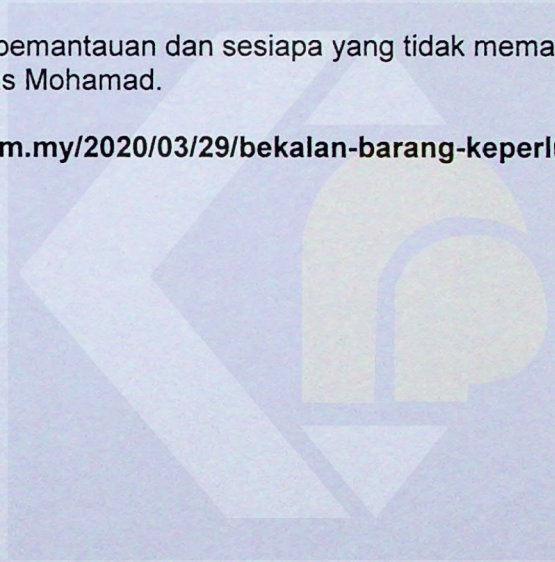 pemantauan dan sesiapa yang tidak mema
s Mohamad.
m.my/2020/03/29/bekalan-barang-keperl